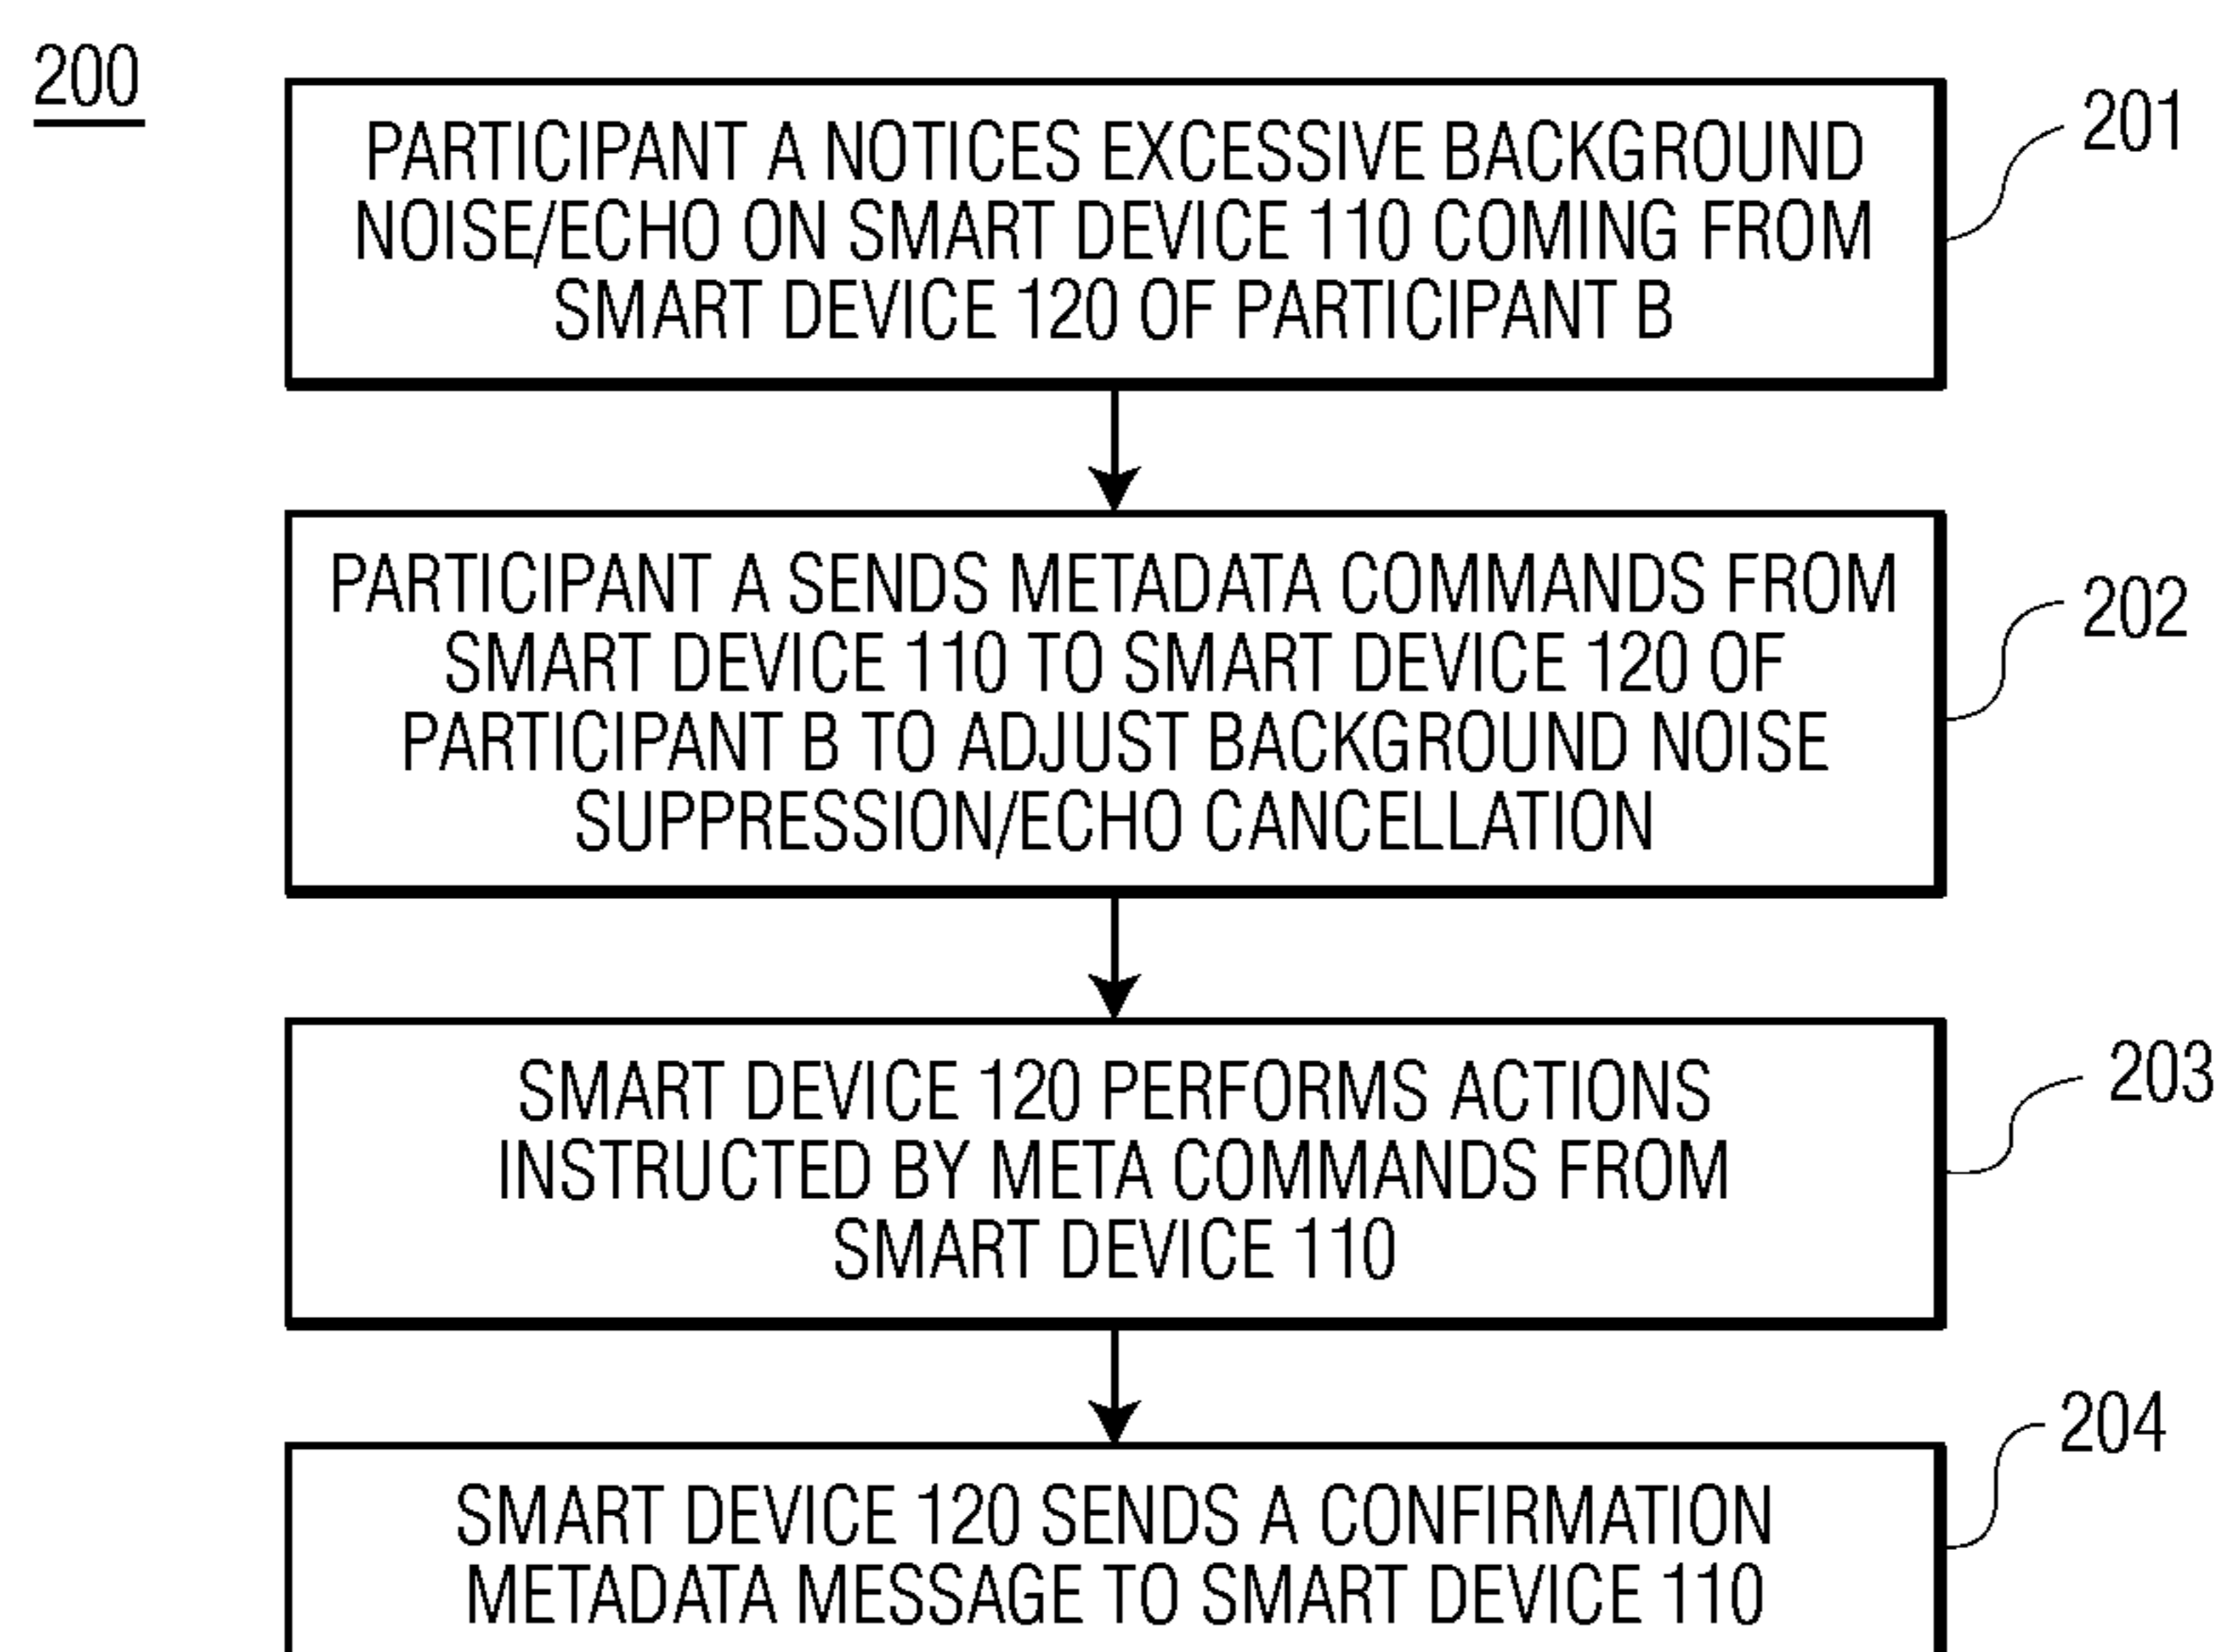 200
PARTICIPANT A NOTICES EXCESSIVE BACKGROUND
NOISE/ECHO ON SMART DEVICE 110 COMING FROM
SMART DEVICE 120 OF PARTICIPANT B
201
PARTICIPANT A SENDS METADATA COMMANDS FROM
SMART DEVICE 110 TO SMART DEVICE 120 OF
PARTICIPANT B TO ADJUST BACKGROUND NOISE
SUPPRESSION/ECHO CANCELLATION
202
SMART DEVICE 120 PERFORMS ACTIONS
INSTRUCTED BY META COMMANDS FROM
SMART DEVICE 110
203
SMART DEVICE 120 SENDS A CONFIRMATION
METADATA MESSAGE TO SMART DEVICE 110
204